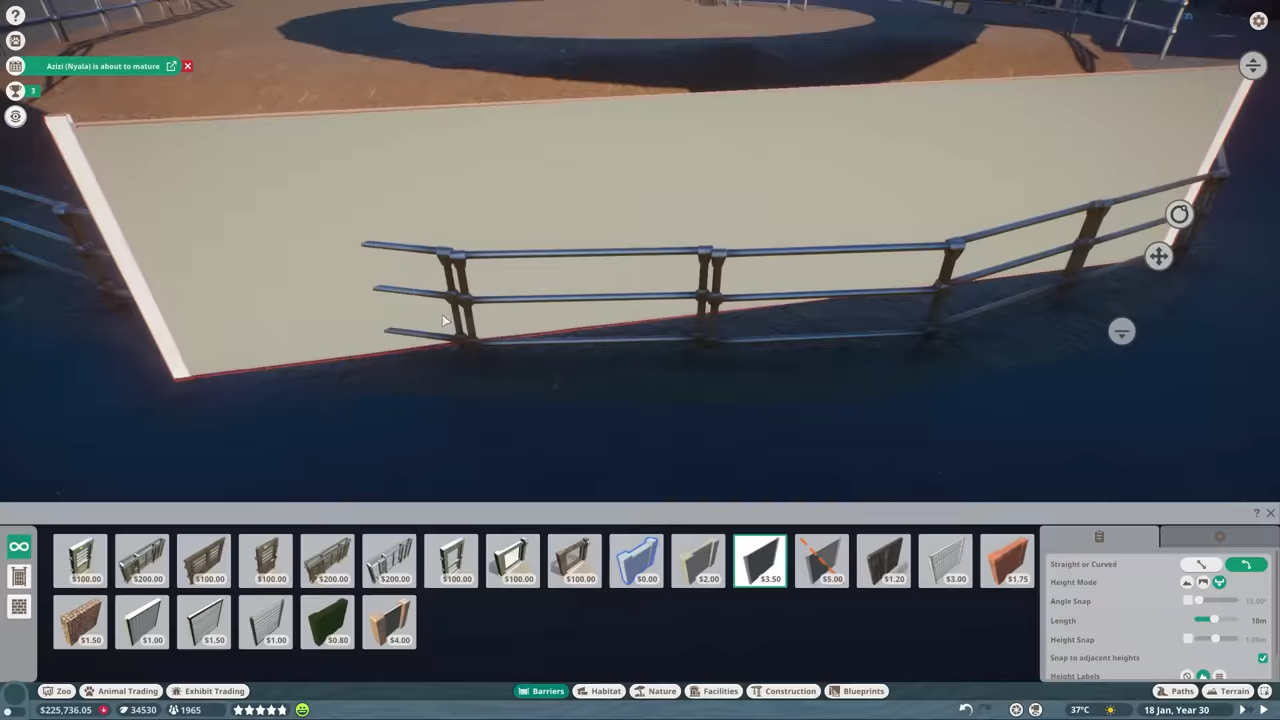 ?
Azizi (Nyala) is about to mature
3
? 
$100.00 $200.00 $100.00 $100.00 $200.00 $200.00 $100.00 $100.00 $100.00 $0.00 $2.00 $3.50 $5.00 $1.20 $3.00 $1.75
$1.50 $1.00 $1.50 $1.00 $0.80 $4.00
Straight or Curved
Height Mode
Angle Snap 15.00°
Length 10m
Height Snap 1.00m
Snap to adjacent heights
Height Labels
Zoo Animal Trading Exhibit Trading Barriers Habitat Nature Facilities Construction Blueprints Paths Terrain
$225,736.05 34530 1965 37°C 18 Jan, Year 30